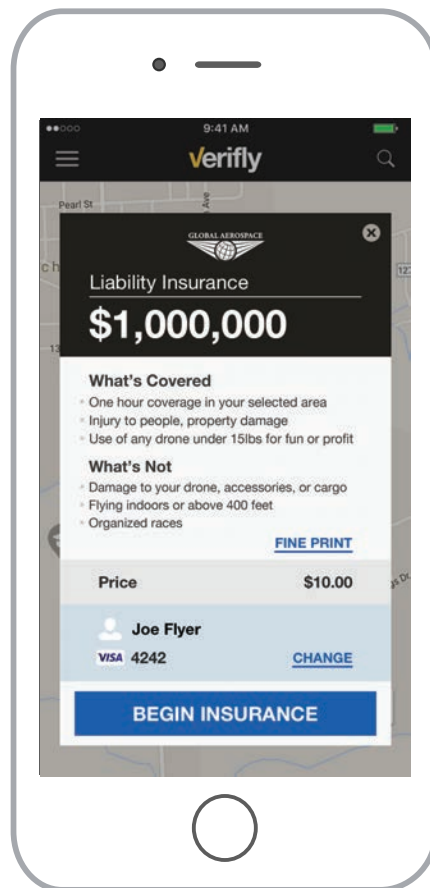 9:41 AM
Verifly
Pearl St
Ave
GLOBAL AEROSPACE
Liability Insurance
$1,000,000
What's Covered
One hour coverage in your selected area
Injury to people, property damage
Use of any drone under 15lbs for fun or profit
What's Not
Damage to your drone, accessories, or cargo
Flying indoors or above 400 feet
Organized races
FINE PRINT
Price $10.00
Joe Flyer
VISA 4242 CHANGE
BEGIN INSURANCE